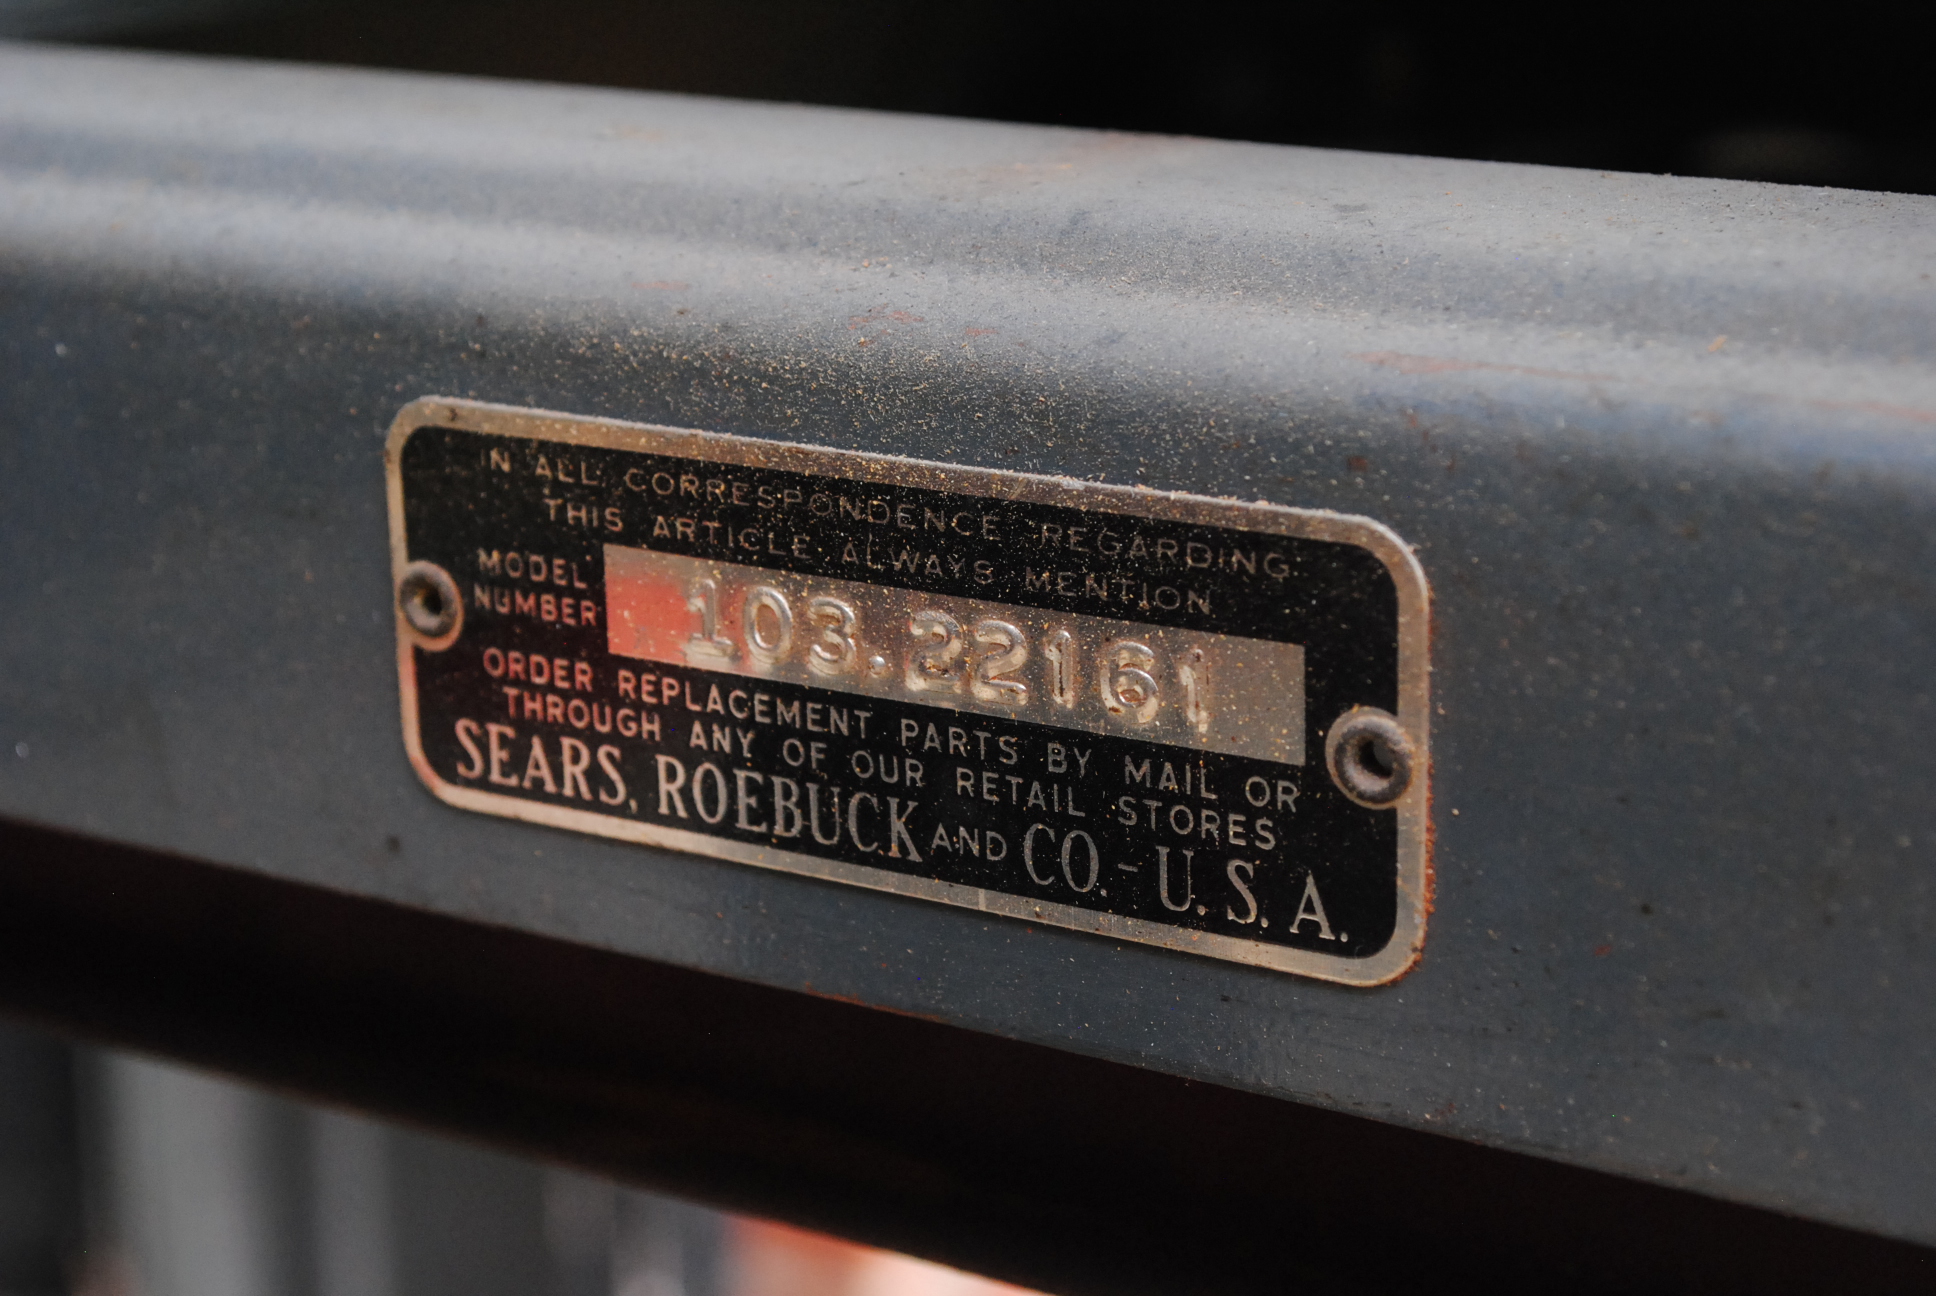 IN ALL CORRESPONDENCE REGARDING
THIS ARTICLE ALWAYS MENTION
MODEL
NUMBER
103.22161
ORDER REPLACEMENT PARTS BY MAIL OR
THROUGH ANY OF OUR RETAIL STORES
SEARS, ROEBUCK AND CO. - U. S. A.